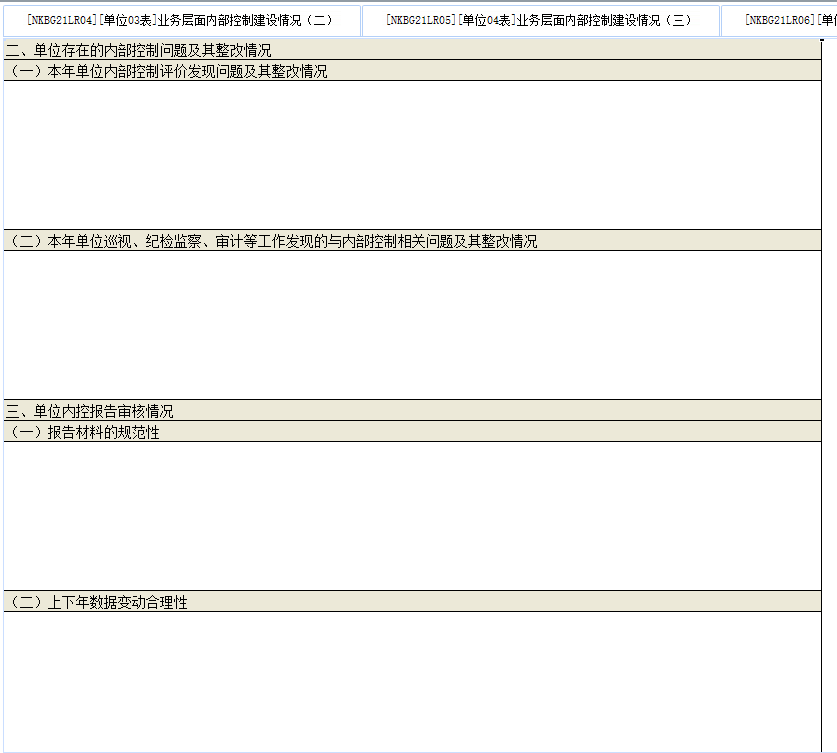 [NKBG21LR04][单位03表]业务层面内部控制建设情况（二）
[NKBG21LR05][单位04表]业务层面内部控制建设情况（三）
[NKBG21LR06][单
二、单位存在的内部控制问题及其整改情况
（一）本年单位内部控制评价发现问题及其整改情况
（二）本年单位巡视、纪检监察、审计等工作发现的与内部控制相关问题及其整改情况
三、单位内控报告审核情况
（一）报告材料的规范性
（二）上下年数据变动合理性